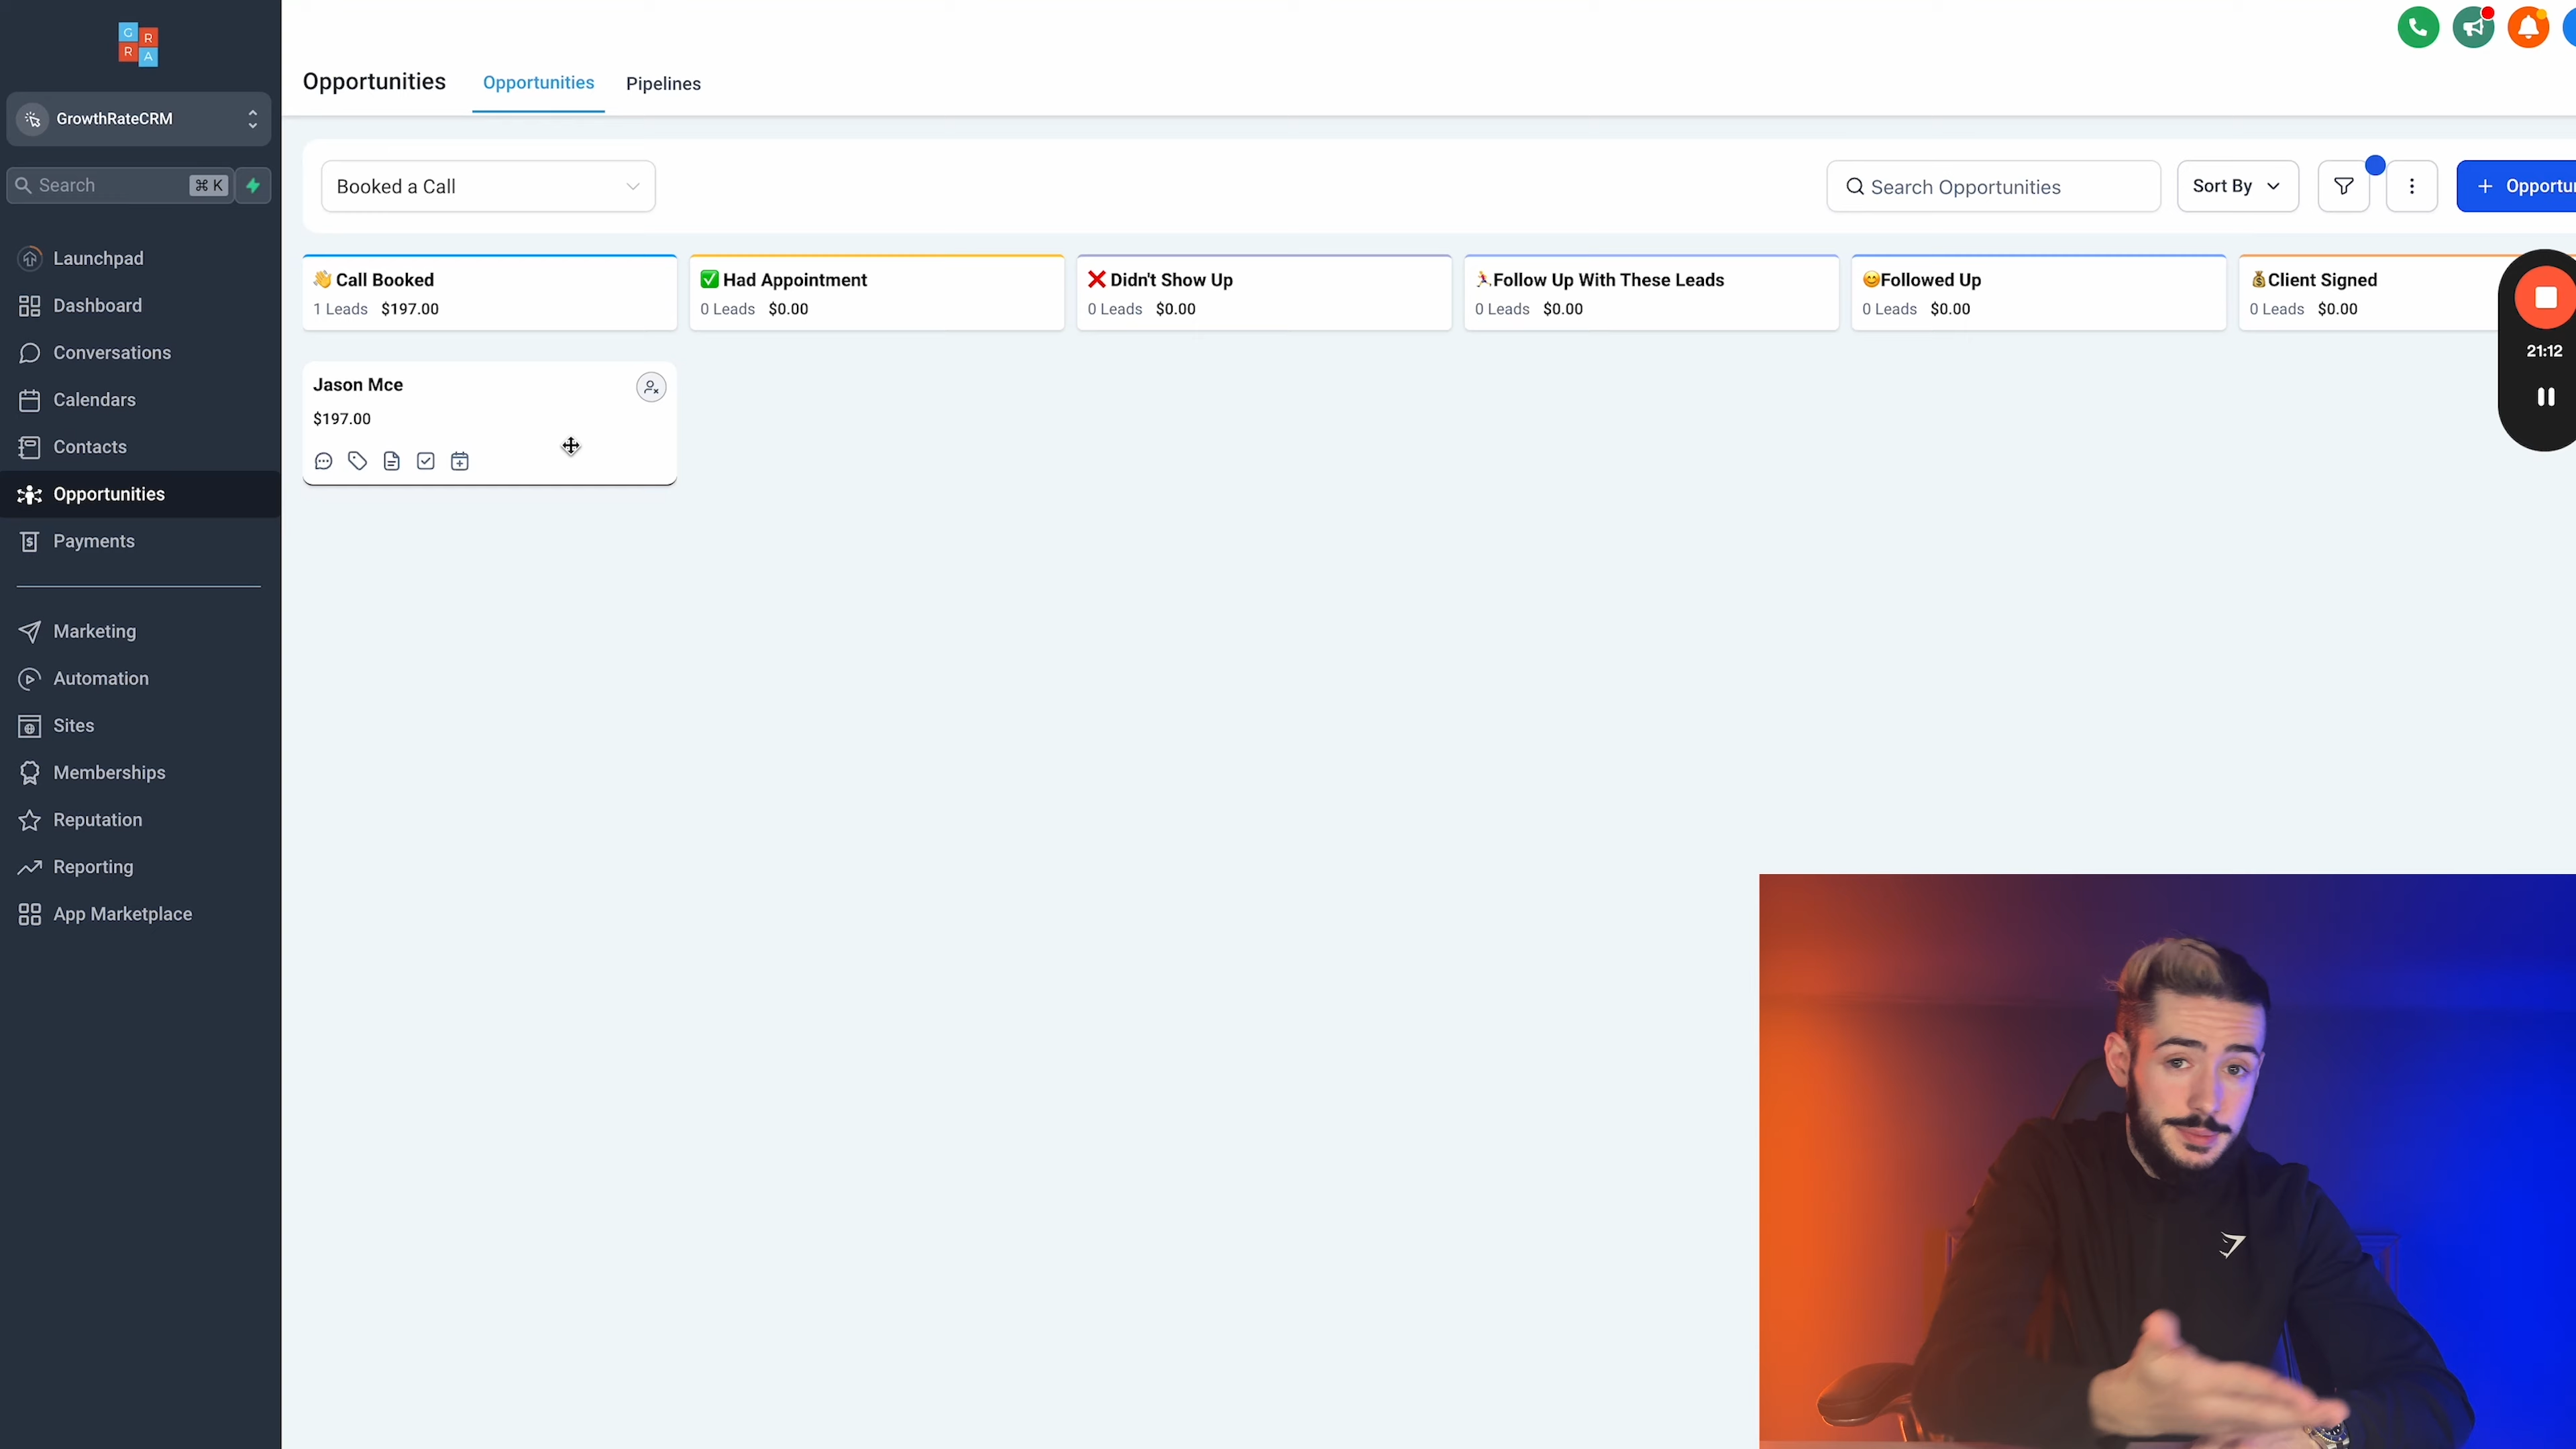 G R
R A
GrowthRateCRM
Search ⌘ K
Launchpad
Dashboard
Conversations
Calendars
Contacts
Opportunities
Payments
Marketing
Automation
Sites
Memberships
Reputation
Reporting
App Marketplace
Opportunities Opportunities Pipelines
Booked a Call Search Opportunities Sort By + Opportu
👋 Call Booked
1 Leads $197.00
✅ Had Appointment
0 Leads $0.00
❌ Didn't Show Up
0 Leads $0.00
🏃Follow Up With These Leads
0 Leads $0.00
😊Followed Up
0 Leads $0.00
💰Client Signed
0 Leads $0.00
21:12
Jason Mce
$197.00